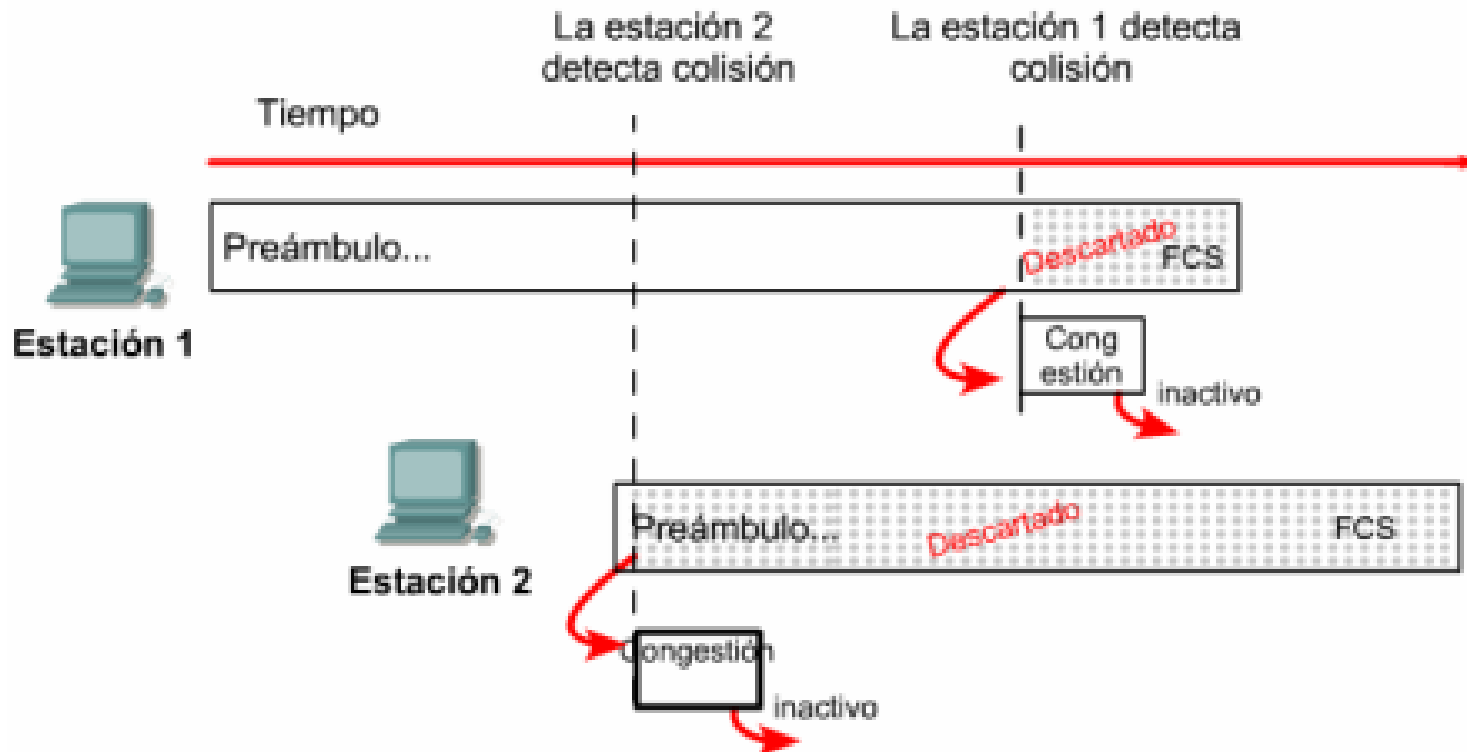 La estación 2
detecta colisión
La estación 1 detecta
colisión
Tiempo
Preámbulo...
Descartado
FCS
Estación 1
Cong
estión
inactivo
Preámbulo...
Descartado
FCS
Estación 2
Congestión
inactivo